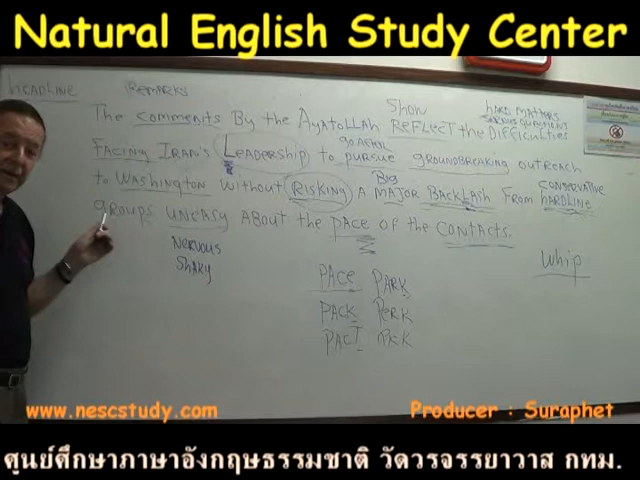 Natural English Study Center
headline
Remarks
Show
hard matters
serious questions
The comments By the Ayatollah Reflect the Difficulties
go after
Facing Iran's Leadership to pursue groundbreaking outreach
Big
conservative
to Washington without Risking a major Backlash from hardline
groups uneasy about the pace of the contacts.
Nervous
Shaky
whip
pace park
pack perk
pact
www.nescstudy.com
Producer : Suraphet
ศูนย์ศึกษาภาษาอังกฤษธรรมชาติ วัดวรจรรยาวาส กทม.